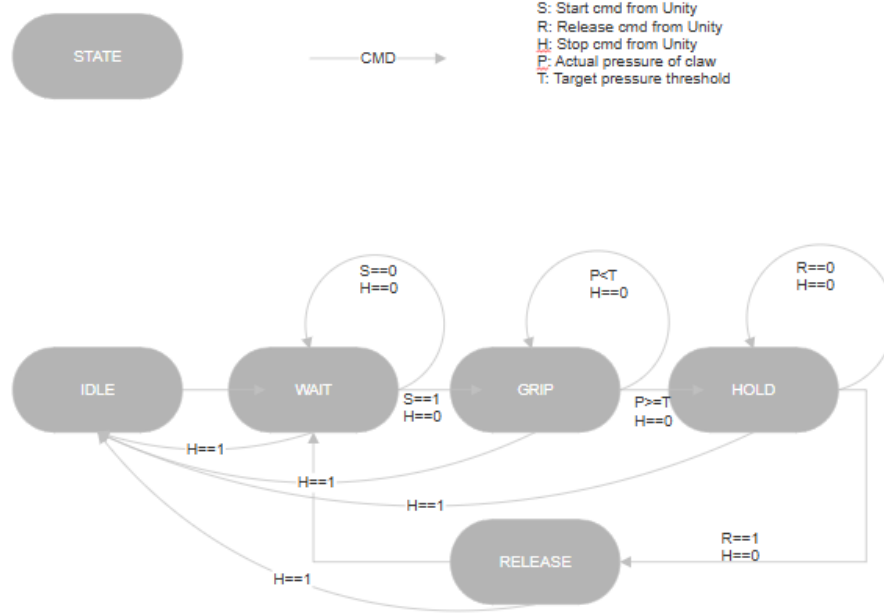 STATE
CMD
S: Start cmd from Unity
R: Release cmd from Unity
H: Stop cmd from Unity
P: Actual pressure of claw
T: Target pressure threshold
S==0
H==0
P<T
H==0
R==0
H==0
IDLE
WAIT
S==1
H==0
GRIP
P>=T
H==0
HOLD
H==1
H==1
H==1
RELEASE
R==1
H==0
H==1